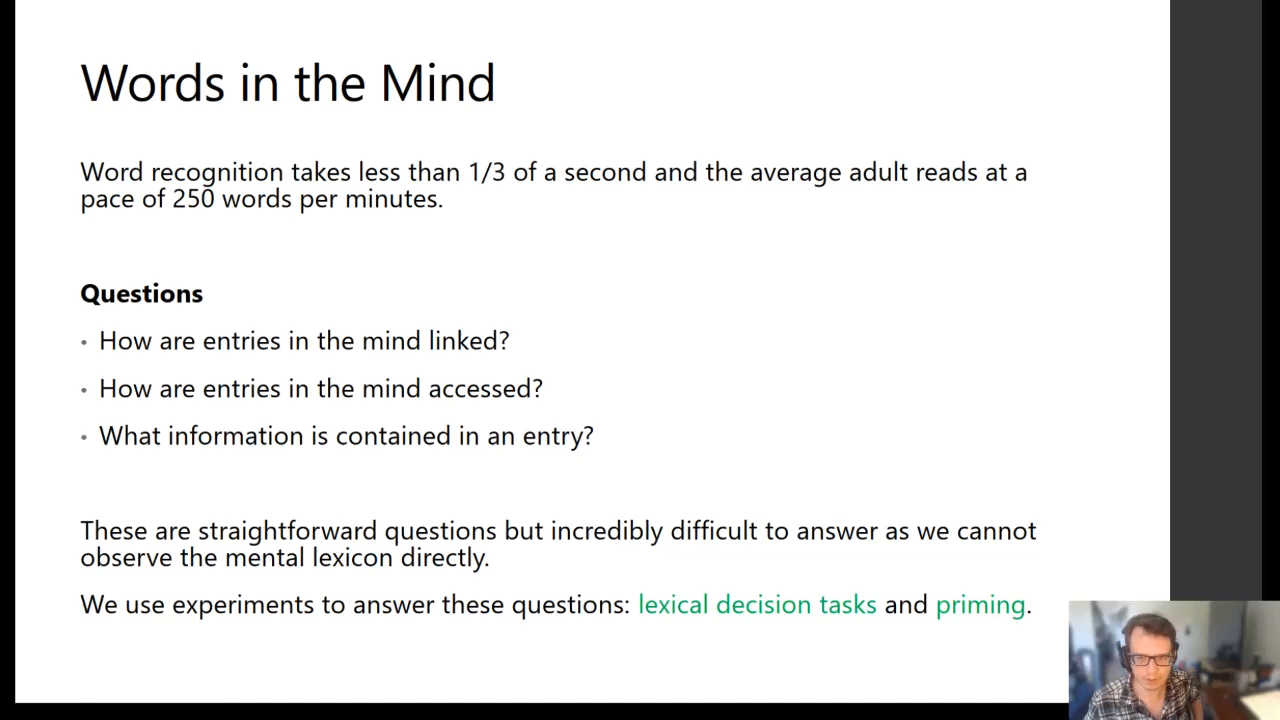 Words in the Mind
Word recognition takes less than 1/3 of a second and the average adult reads at a
pace of 250 words per minutes.
Questions
• How are entries in the mind linked?
• How are entries in the mind accessed?
• What information is contained in an entry?
These are straightforward questions but incredibly difficult to answer as we cannot
observe the mental lexicon directly.
We use experiments to answer these questions: lexical decision tasks and priming.